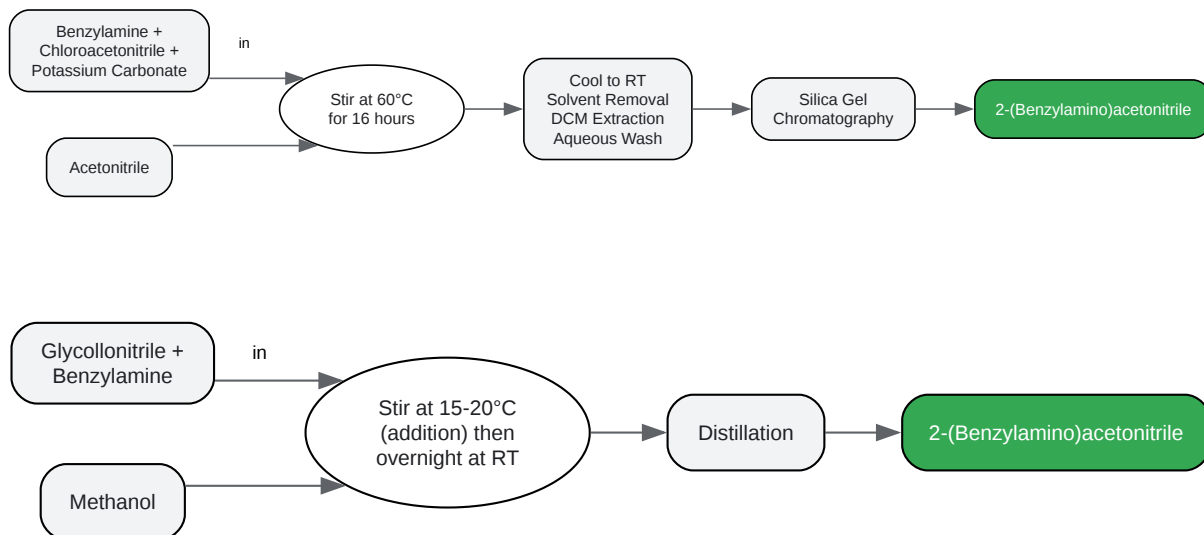 Benzylamine +
Chloroacetonitrile +
Potassium Carbonate
in
Acetonitrile
Stir at 60°C
for 16 hours
Cool to RT
Solvent Removal
DCM Extraction
Aqueous Wash
Silica Gel
Chromatography
2-(Benzylamino)acetonitrile
Glycollonitrile +
Benzylamine
in
Methanol
Stir at 15-20°C
(addition) then
overnight at RT
Distillation
2-(Benzylamino)acetonitrile